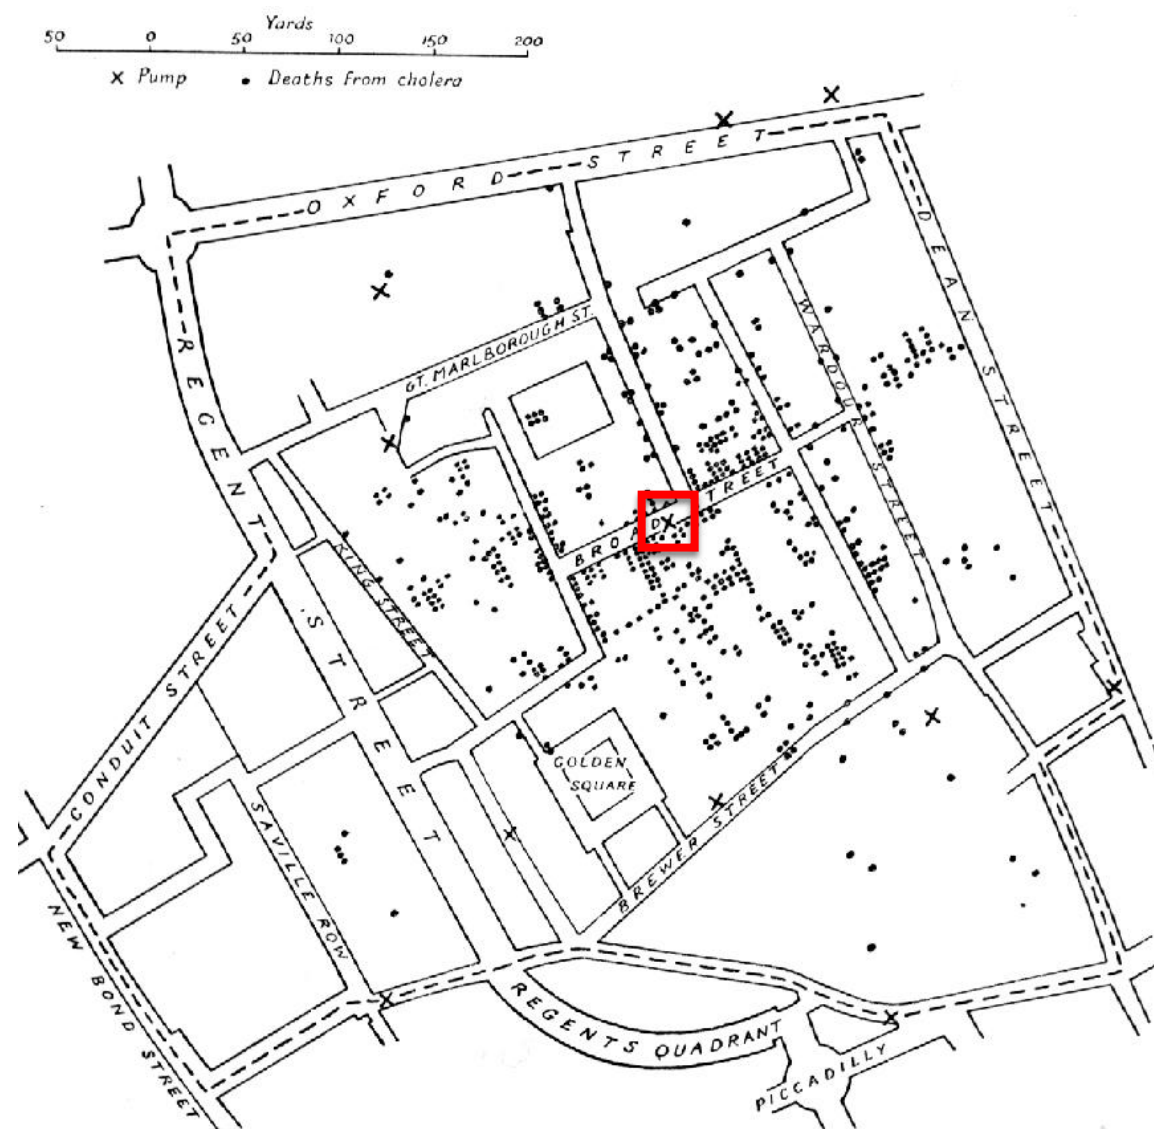 Yards
50 0 50 100 150 200
x Pump • Deaths from cholera
OXFORD STREET
DEAN STREET
WARDOUR STREET
GT. MARLBOROUGH ST.
REGENT STREET
BROAD STREET
KING STREET
CONDUIT STREET
GOLDEN
SQUARE
SAVILLE ROW
BREWER STREET
NEW BOND STREET
REGENTS QUADRANT
PICCADILLY